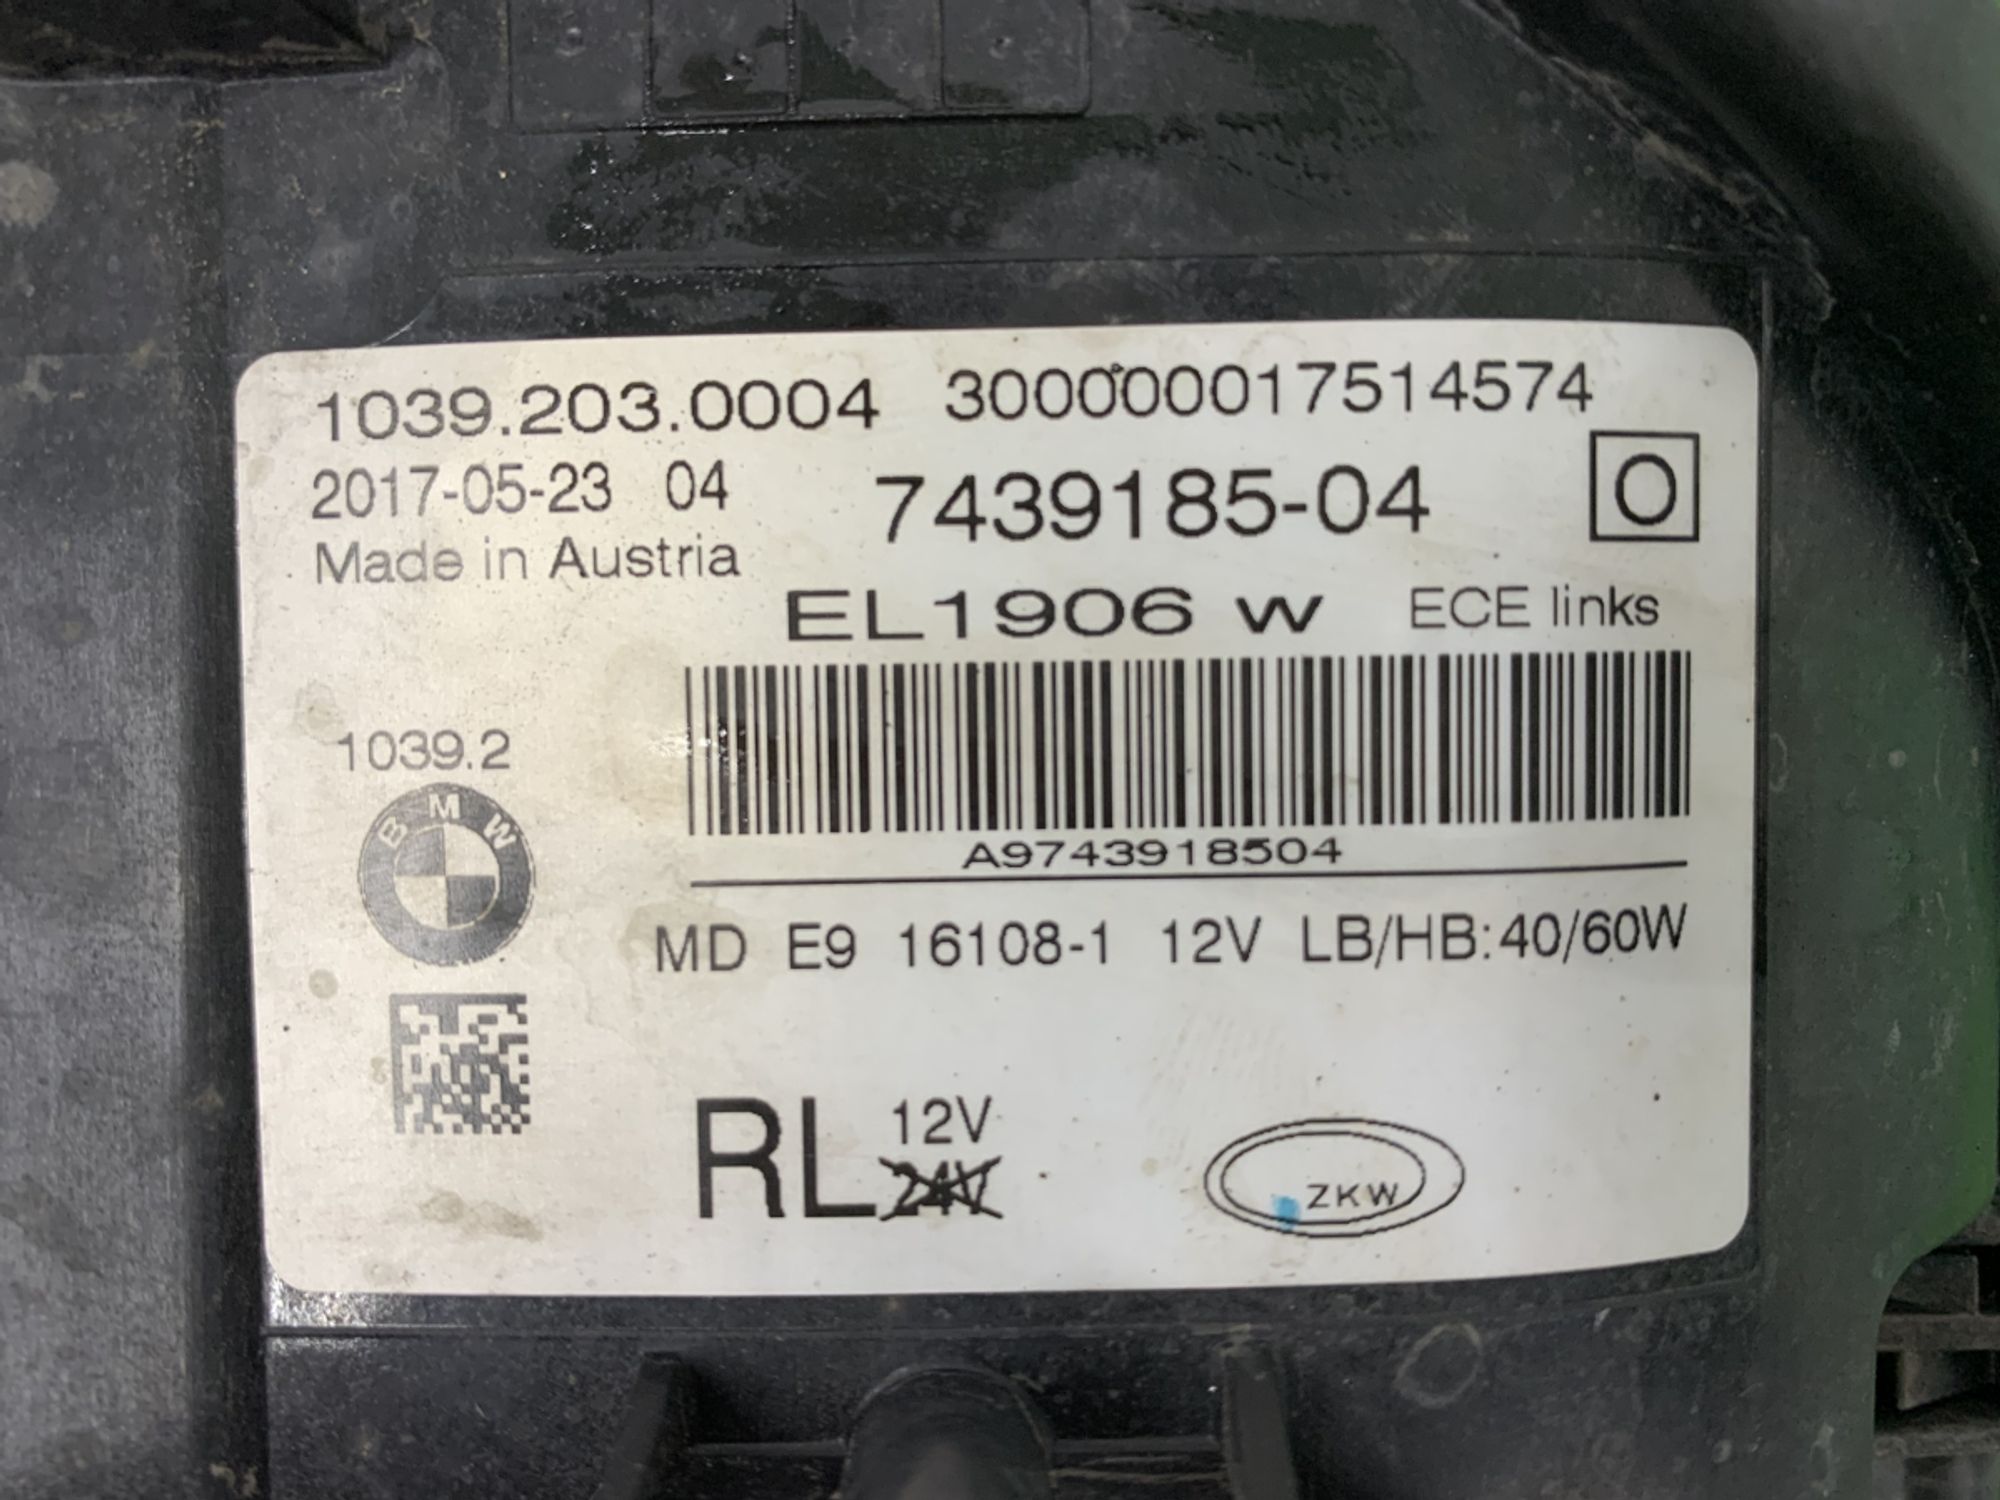 1039.203.0004 300000017514574
2017-05-23 04 7439185-04 O
Made in Austria
EL1906 W ECE links
1039.2
BMW
A9743918504
MD E9 16108-1 12V LB/HB:40/60W
RL 12V
24V
ZKW